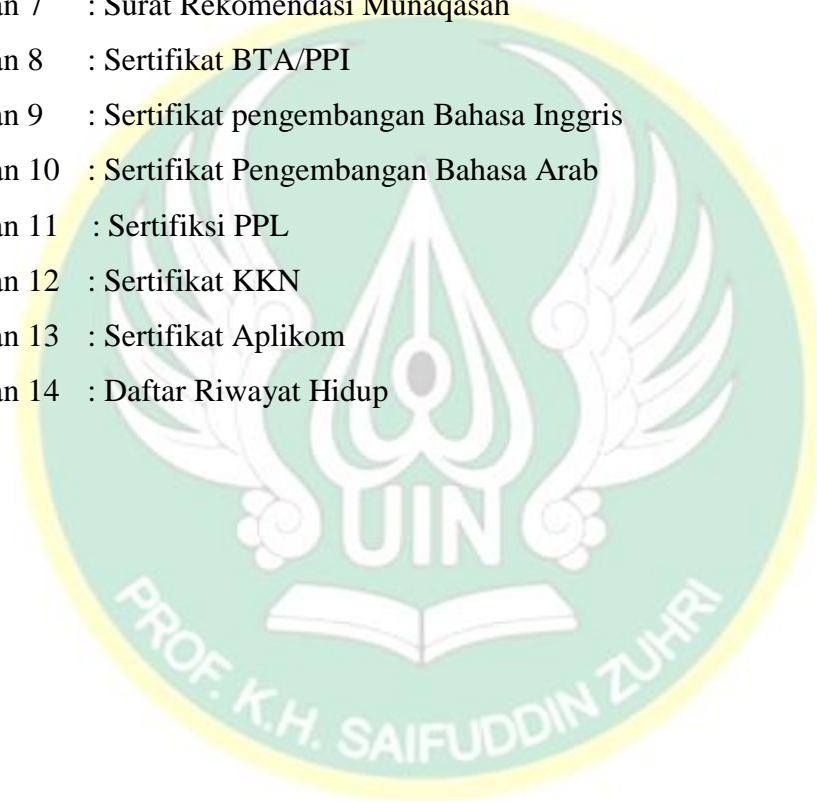 an 7 : Surat Rekomendasi Munaqasah
an 8 : Sertifikat BTA/PPI
an 9 : Sertifikat pengembangan Bahasa Inggris
an 10 : Sertifikat Pengembangan Bahasa Arab
an 11 : Sertifiksi PPL
an 12 : Sertifikat KKN
an 13 : Sertifikat Aplikom
an 14 : Daftar Riwayat Hidup
UIN
PROF. K.H. SAIFUDDIN ZUHRI